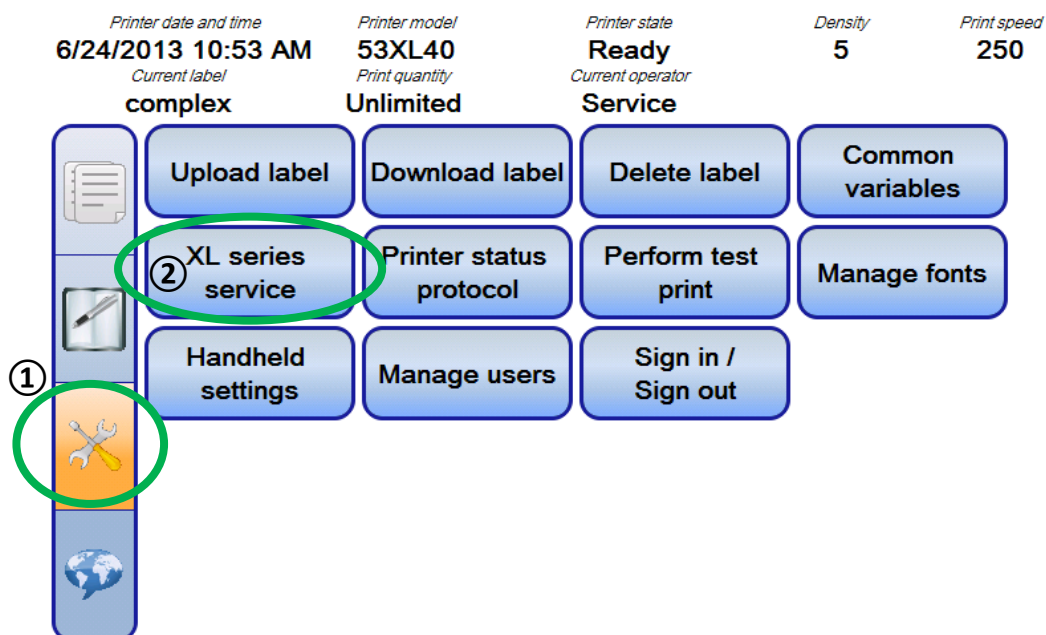 Printer date and time Printer model Printer state Density Print speed
6/24/2013 10:53 AM 53XL40 Ready 5 250
Current label Print quantity Current operator
complex Unlimited Service
Upload label Download label Delete label Common
variables
② XL series
service
Printer status
protocol
Perform test
print
Manage fonts
①
Handheld
settings
Manage users
Sign in /
Sign out